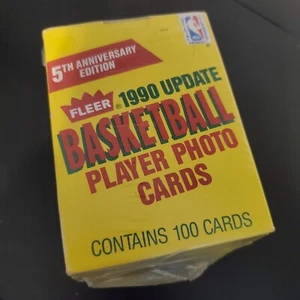 5TH ANNIVERSARY
EDITION
FLEER® 1990 UPDATE
BASKETBALL
PLAYER PHOTO
CARDS
CONTAINS 100 CARDS